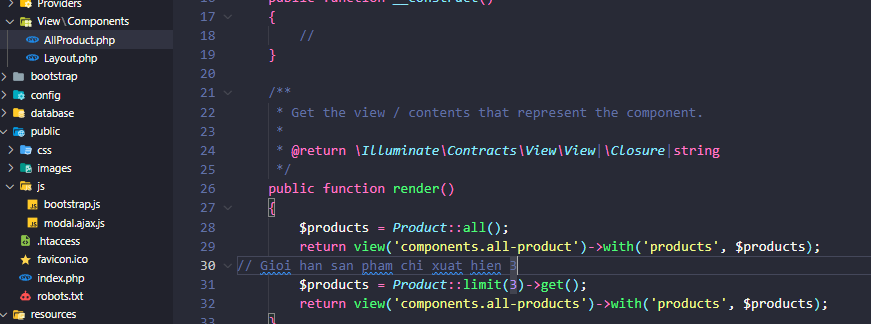 Providers
View\Components
AllProduct.php
Layout.php
bootstrap
config
database
public
css
images
js
bootstrap.js
modal.ajax.js
.htaccess
favicon.ico
index.php
robots.txt
resources
public function __construct()
17 {
18 //
19 }
20
21 /**
22 * Get the view / contents that represent the component.
23 *
24 * @return \Illuminate\Contracts\View\View|\Closure|string
25 */
26 public function render()
27 {
28 $products = Product::all();
29 return view('components.all-product')->with('products', $products);
30 // Gioi han san pham chi xuat hien 3
31 $products = Product::limit(3)->get();
32 return view('components.all-products')->with('products', $products);
33 }